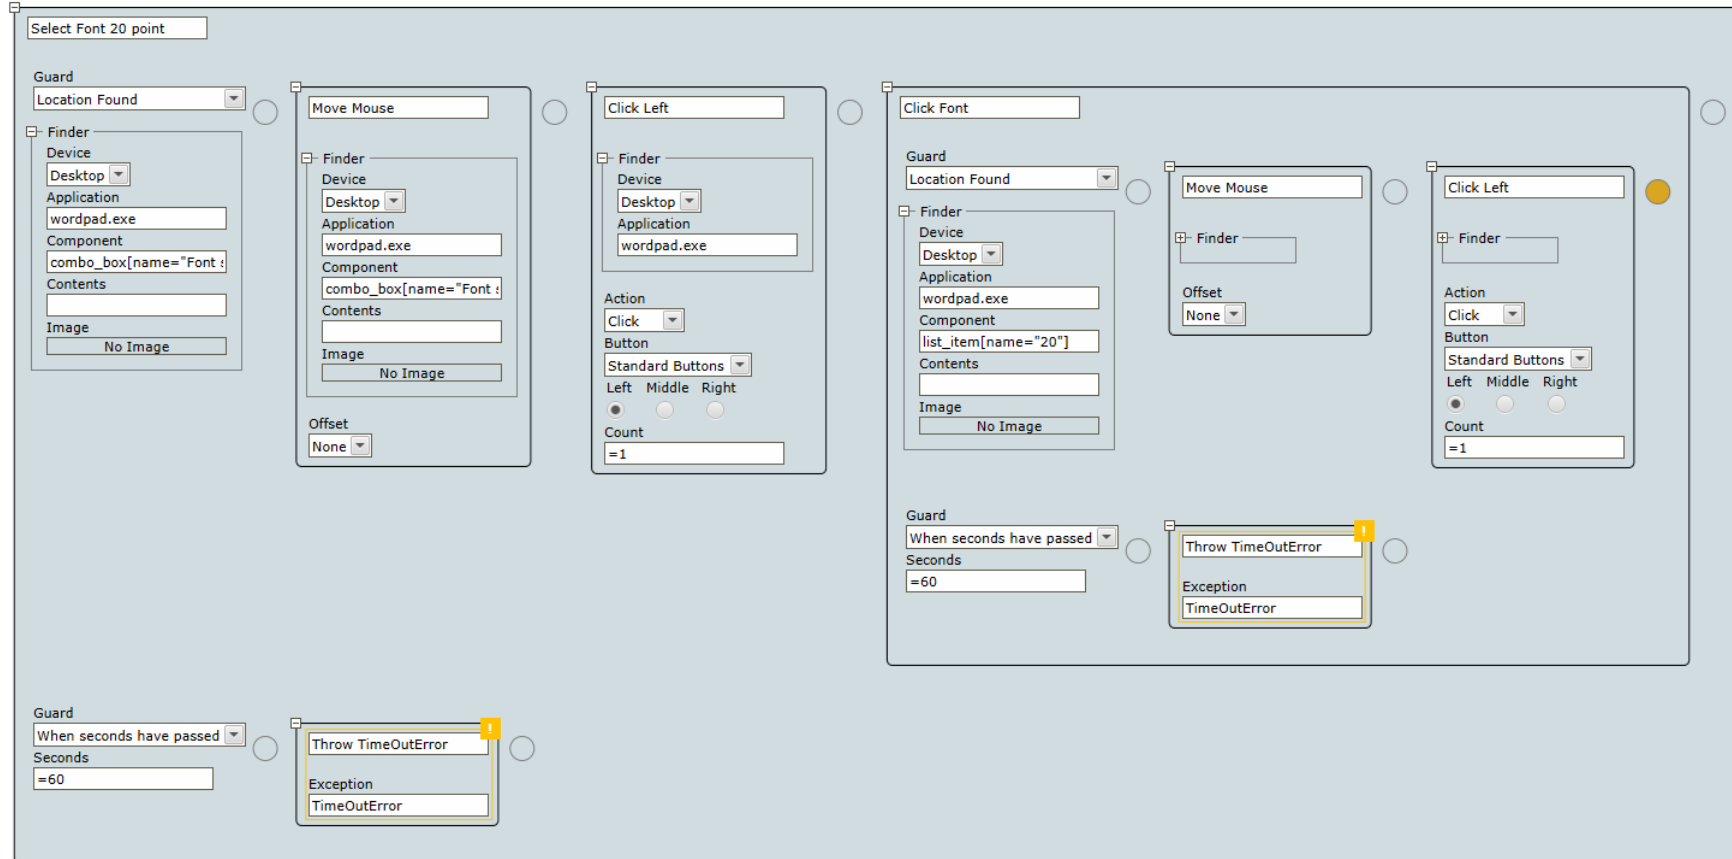 Select Font 20 point
Guard
Location Found
Finder
Device
Desktop
Application
wordpad.exe
Component
combo_box[name="Font s
Contents
Image
No Image
Move Mouse
Finder
Device
Desktop
Application
wordpad.exe
Component
combo_box[name="Font s
Contents
Image
No Image
Offset
None
Click Left
Finder
Device
Desktop
Application
wordpad.exe
Action
Click
Button
Standard Buttons
Left Middle Right
Count
=1
Click Font
Guard
Location Found
Finder
Device
Desktop
Application
wordpad.exe
Component
list_item[name="20"]
Contents
Image
No Image
Move Mouse
Finder
Offset
None
Click Left
Finder
Action
Click
Button
Standard Buttons
Left Middle Right
Count
=1
Guard
When seconds have passed
Seconds
=60
!
Throw TimeOutError
Exception
TimeOutError
Guard
When seconds have passed
Seconds
=60
!
Throw TimeOutError
Exception
TimeOutError